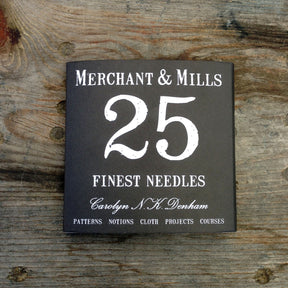 MERCHANT & MILLS
25
FINEST NEEDLES
Carolyn N.K. Denham
PATTERNS NOTIONS CLOTH PROJECTS COURSES